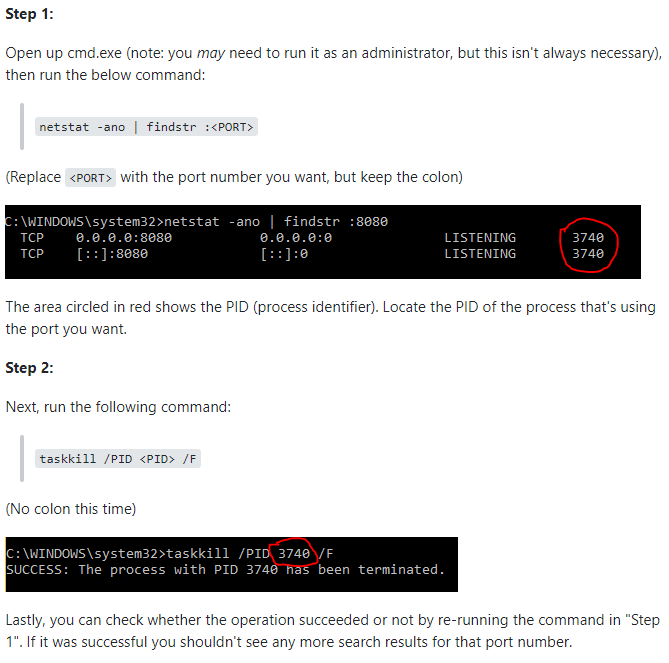 Step 1:
Open up cmd.exe (note: you may need to run it as an administrator, but this isn't always necessary),
then run the below command:
netstat -ano | findstr :<PORT>
(Replace <PORT> with the port number you want, but keep the colon)
C:\WINDOWS\system32>netstat -ano | findstr :8080
TCP 0.0.0.0:8080 0.0.0.0:0 LISTENING 3740
TCP [::]:8080 [::]:0 LISTENING 3740
The area circled in red shows the PID (process identifier). Locate the PID of the process that's using
the port you want.
Step 2:
Next, run the following command:
taskkill /PID <PID> /F
(No colon this time)
C:\WINDOWS\system32>taskkill /PID 3740 /F
SUCCESS: The process with PID 3740 has been terminated.
Lastly, you can check whether the operation succeeded or not by re-running the command in "Step
1". If it was successful you shouldn't see any more search results for that port number.